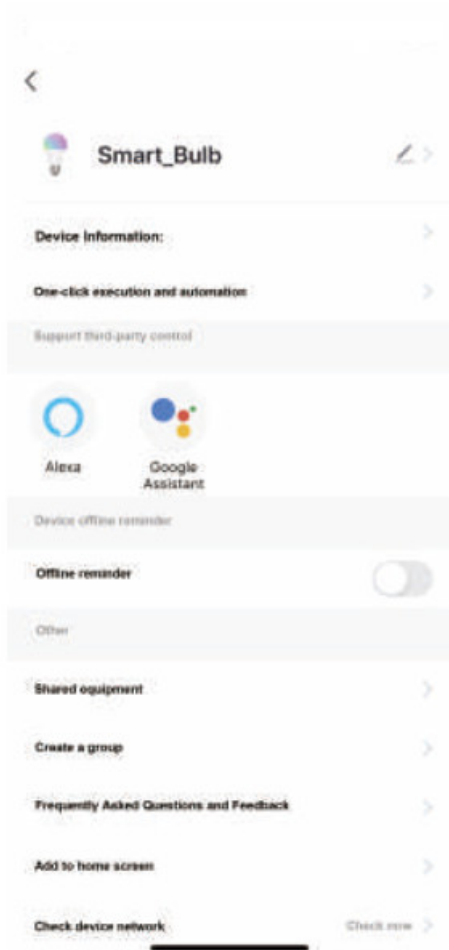 Smart_Bulb
Device Information:
One-click execution and automation
Support third-party control
Alexa
Google
Assistant
Device offline reminder
Offline reminder
Other
Shared equipment
Create a group
Frequently Asked Questions and Feedback
Add to home screen
Check device network
Check now